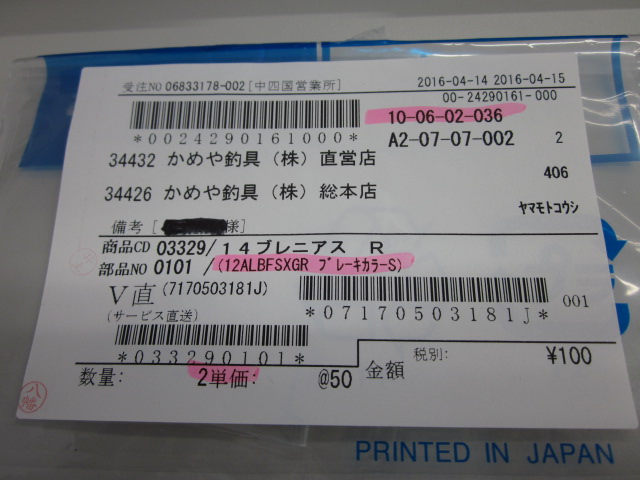 受注NO 06833178-002 [中四国営業所]
2016-04-14 2016-04-15
00-24290161-000
*0024290161000*
10-06-02-036
A2-07-07-002 2
34432 かめや釣具(株) 直営店
406
34426 かめや釣具(株) 総本店
ヤマモトコウシ
備考 [ 様]
商品CD 03329/14ブレニアス R
部品NO 0101 /(12ALBFSXGR ブレーキカラーS)
V直 (7170503181J)
(サービス直送)
*07170503181J*
001
*033290101*
数量: 2単価: @50
金額 税別: ¥100
八幡
PRINTED IN JAPAN